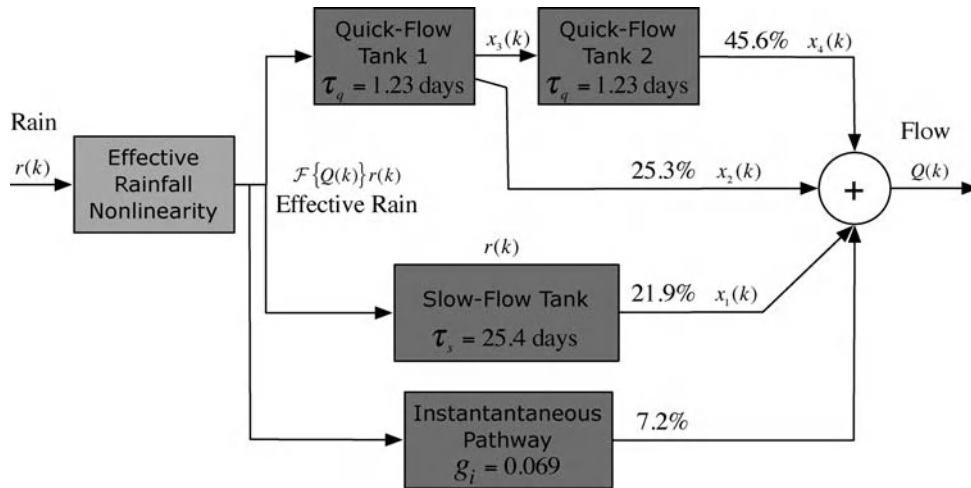 Quick-Flow
Tank 1
τq = 1.23 days
x3(k)
Quick-Flow
Tank 2
τq = 1.23 days
45.6% x4(k)
Rain
r(k)
Effective
Rainfall
Nonlinearity
ℱ{Q(k)}r(k)
Effective Rain
25.3% x2(k)
+
Flow
Q(k)
r(k)
Slow-Flow Tank
τs = 25.4 days
21.9% x1(k)
Instantantaneous
Pathway
gi = 0.069
7.2%